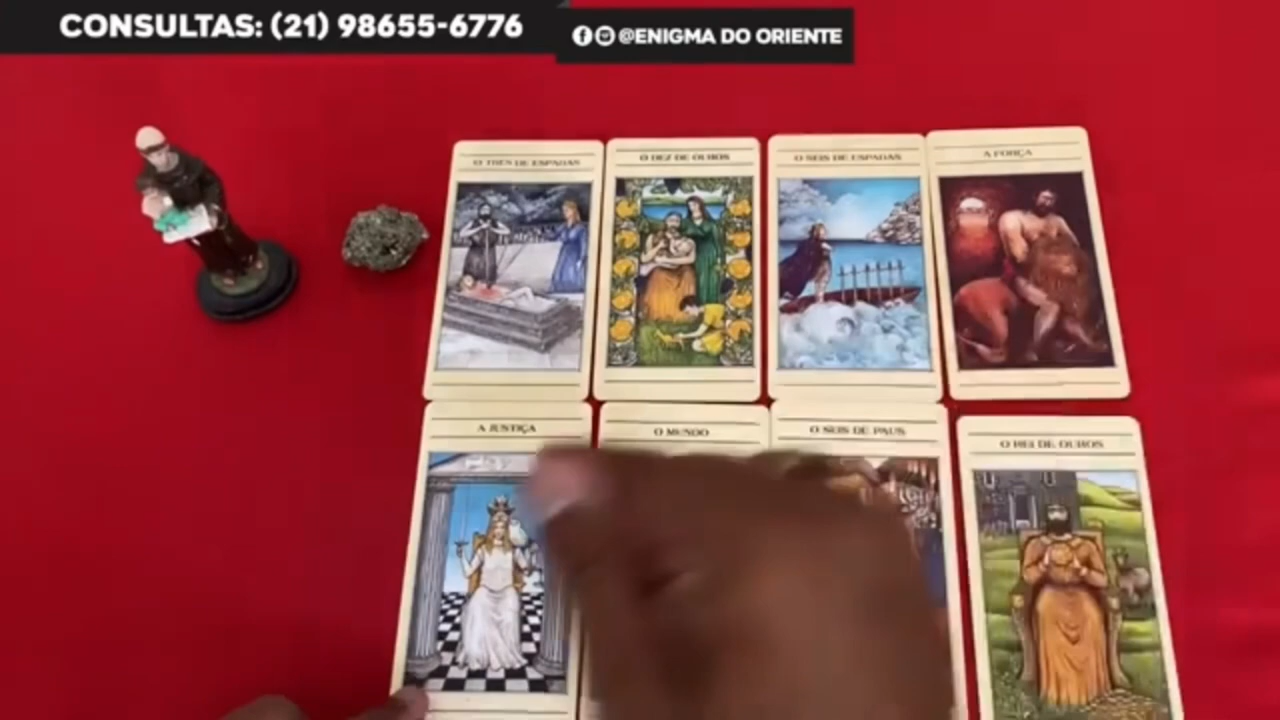 CONSULTAS: (21) 98655-6776
@ENIGMA DO ORIENTE
O TRES DE ESPADAS
O DEZ DE OUROS
O SEIS DE ESPADAS
A FORÇA
A JUSTIÇA
O MUNDO
O SEIS DE PAUS
O REI DE OUROS